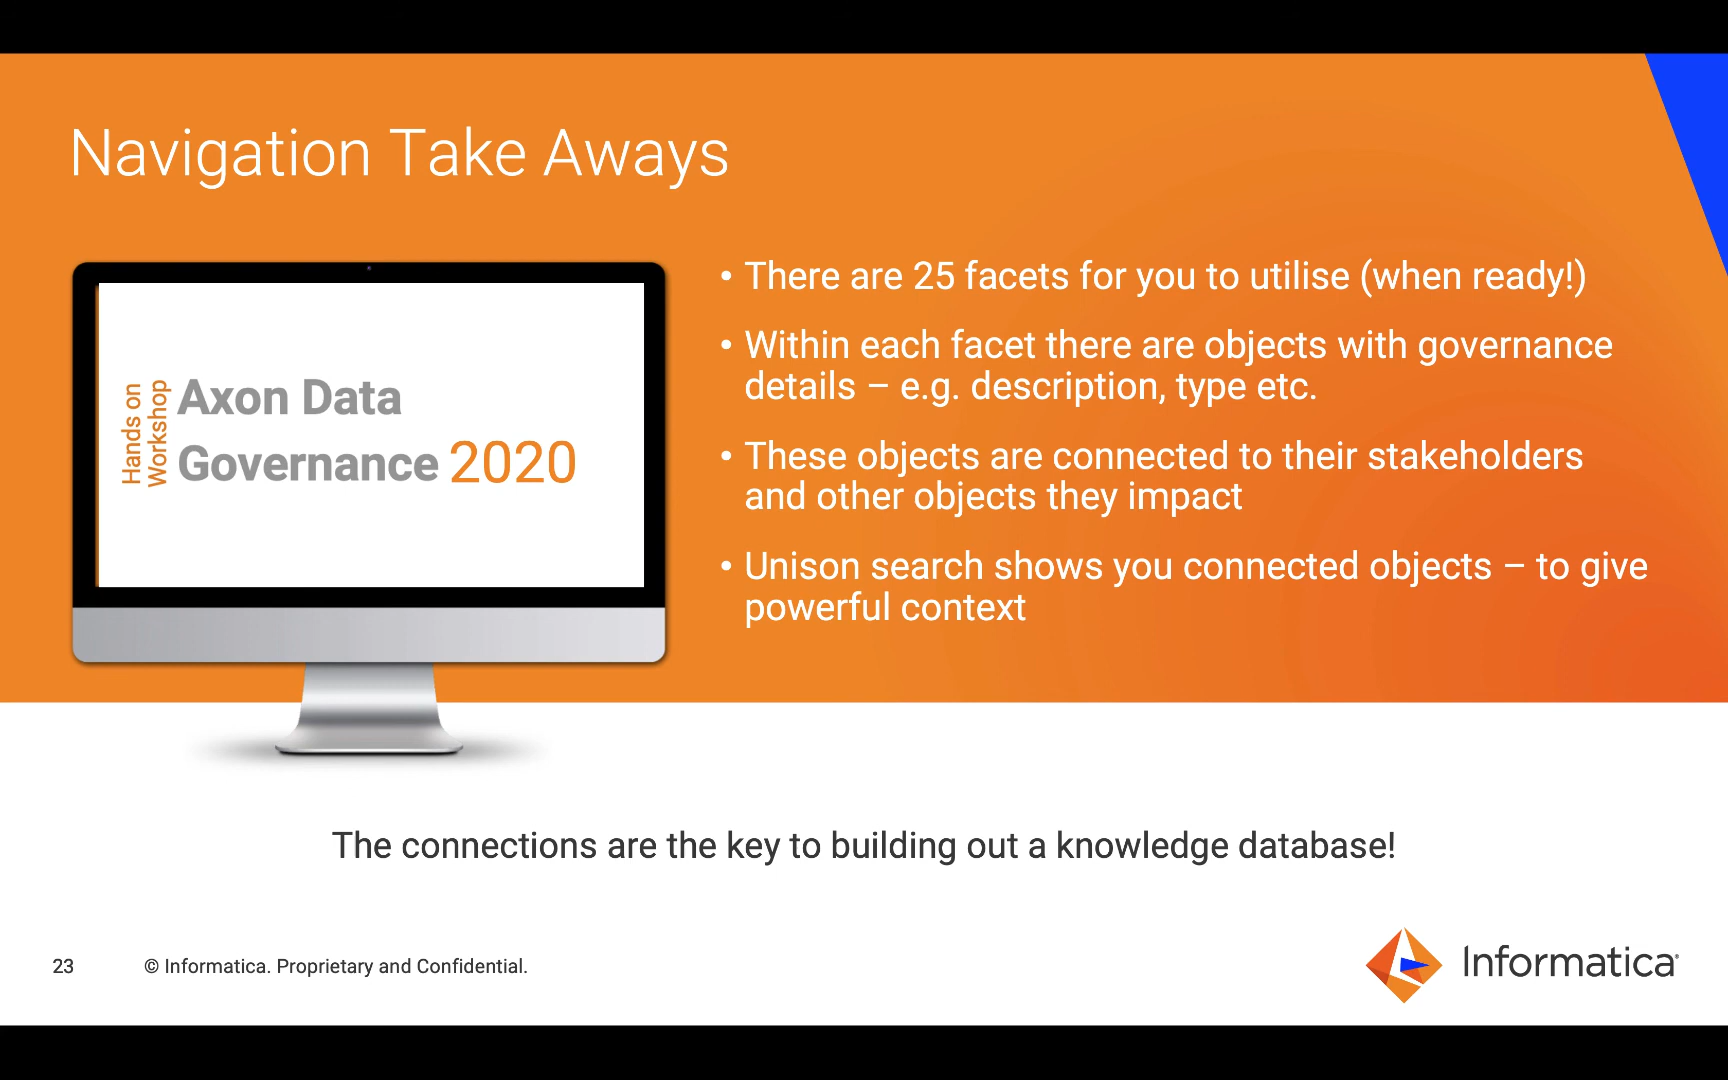 Navigation Take Aways
Hands on
Workshop
Axon Data
Governance 2020
• There are 25 facets for you to utilise (when ready!)
• Within each facet there are objects with governance
details – e.g. description, type etc.
• These objects are connected to their stakeholders
and other objects they impact
• Unison search shows you connected objects – to give
powerful context
The connections are the key to building out a knowledge database!
23
© Informatica. Proprietary and Confidential.
Informatica